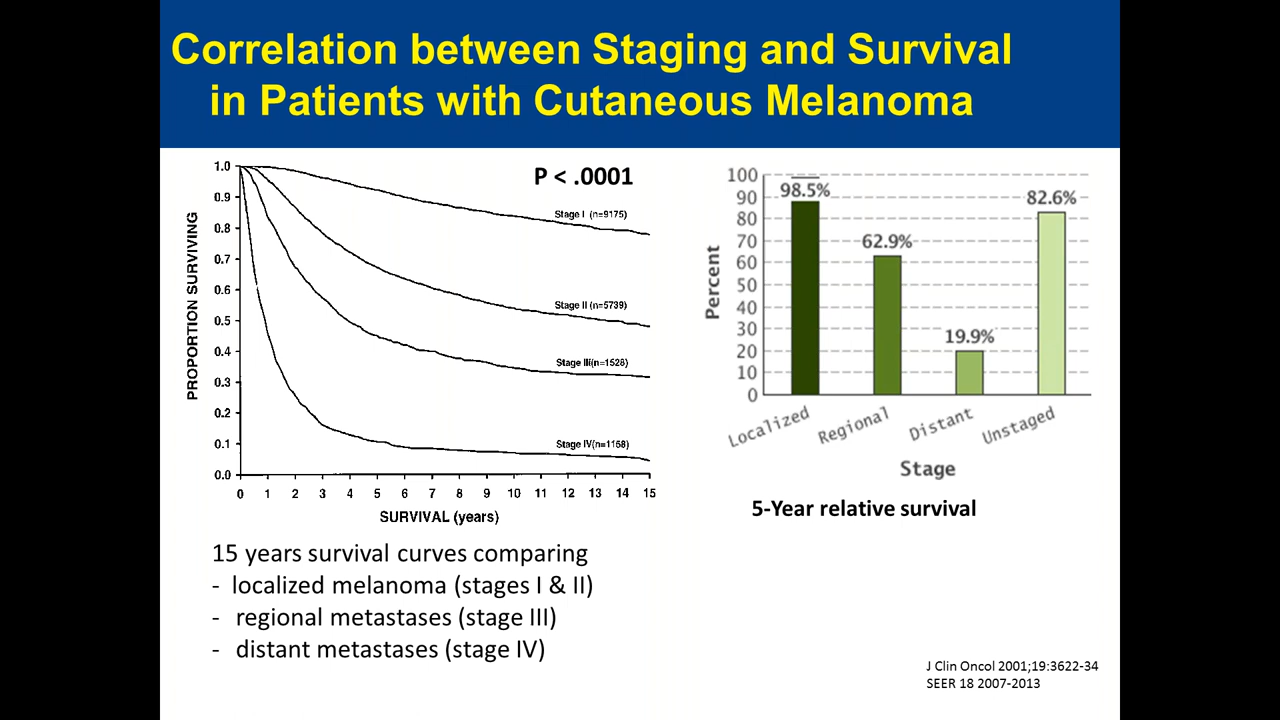 Correlation between Staging and Survival
in Patients with Cutaneous Melanoma
P < .0001
PROPORTION SURVIVING
1.0
0.9
0.8
0.7
0.6
0.5
0.4
0.3
0.2
0.1
0.0
Stage I (n=9175)
Stage II (n=5739)
Stage III(n=1528)
Stage IV(n=1158)
0 1 2 3 4 5 6 7 8 9 10 11 12 13 14 15
SURVIVAL (years)
15 years survival curves comparing
- localized melanoma (stages I & II)
- regional metastases (stage III)
- distant metastases (stage IV)
Percent
100
90
80
70
60
50
40
30
20
10
0
98.5%
62.9%
19.9%
82.6%
Localized Regional Distant Unstaged
Stage
5-Year relative survival
J Clin Oncol 2001;19:3622-34
SEER 18 2007-2013